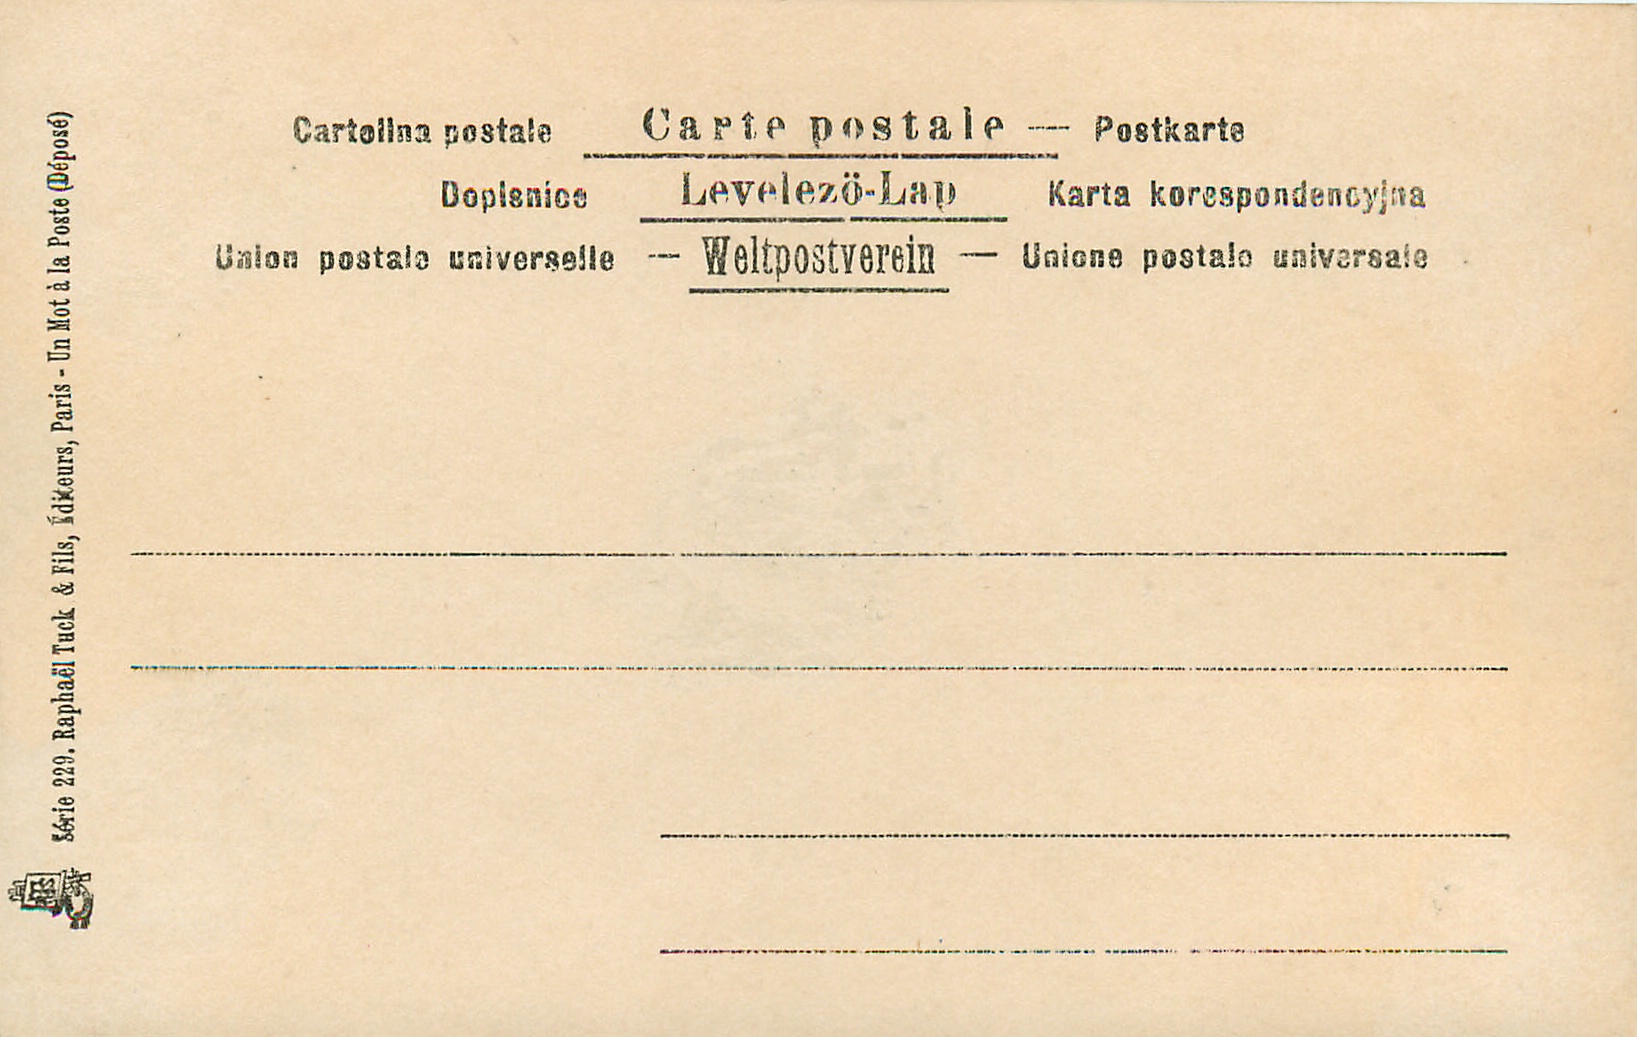 Cartolina postale Carte postale — Postkarte
Dopisnice Levelezö-Lap Karta korespondencyjna
Union postale universelle — Weltpostverein — Unione postale universale
Série 229. Raphaël Tuck & Fils, Éditeurs, Paris - Un Mot à la Poste (Déposé)